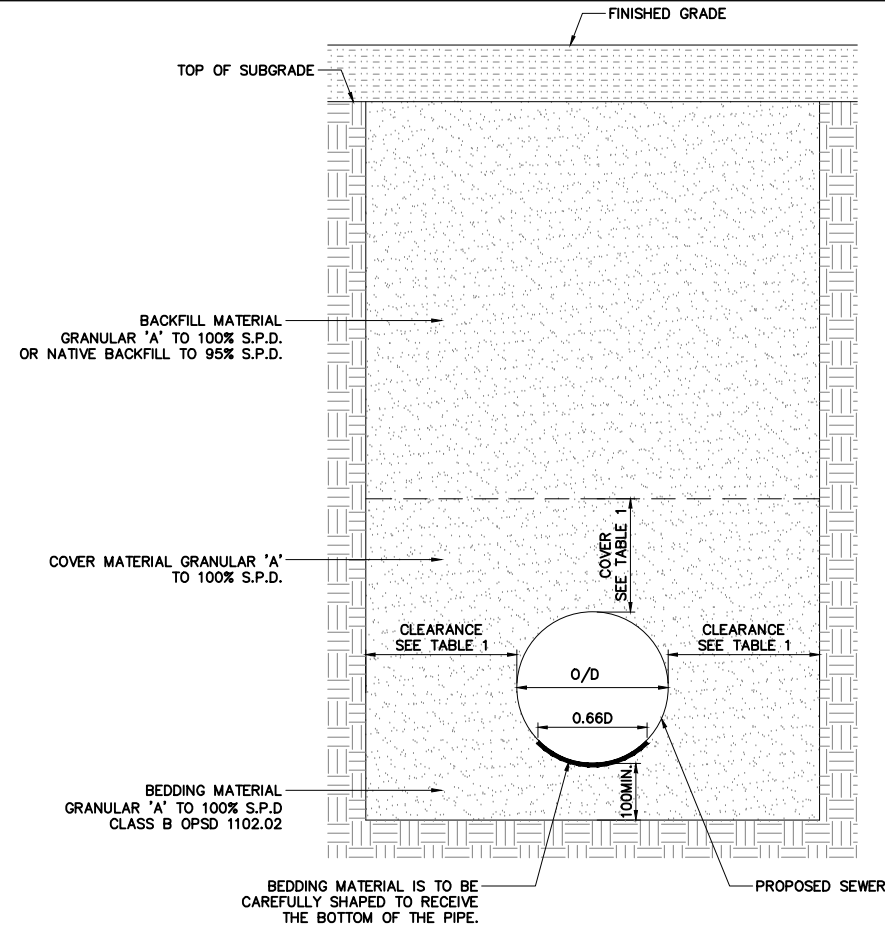 FINISHED GRADE
TOP OF SUBGRADE
BACKFILL MATERIAL
GRANULAR 'A' TO 100% S.P.D.
OR NATIVE BACKFILL TO 95% S.P.D.
COVER
SEE TABLE 1
COVER MATERIAL GRANULAR 'A'
TO 100% S.P.D.
CLEARANCE
SEE TABLE 1
CLEARANCE
SEE TABLE 1
O/D
0.66D
100MIN.
BEDDING MATERIAL
GRANULAR 'A' TO 100% S.P.D
CLASS B OPSD 1102.02
BEDDING MATERIAL IS TO BE
CAREFULLY SHAPED TO RECEIVE
THE BOTTOM OF THE PIPE.
PROPOSED SEWER